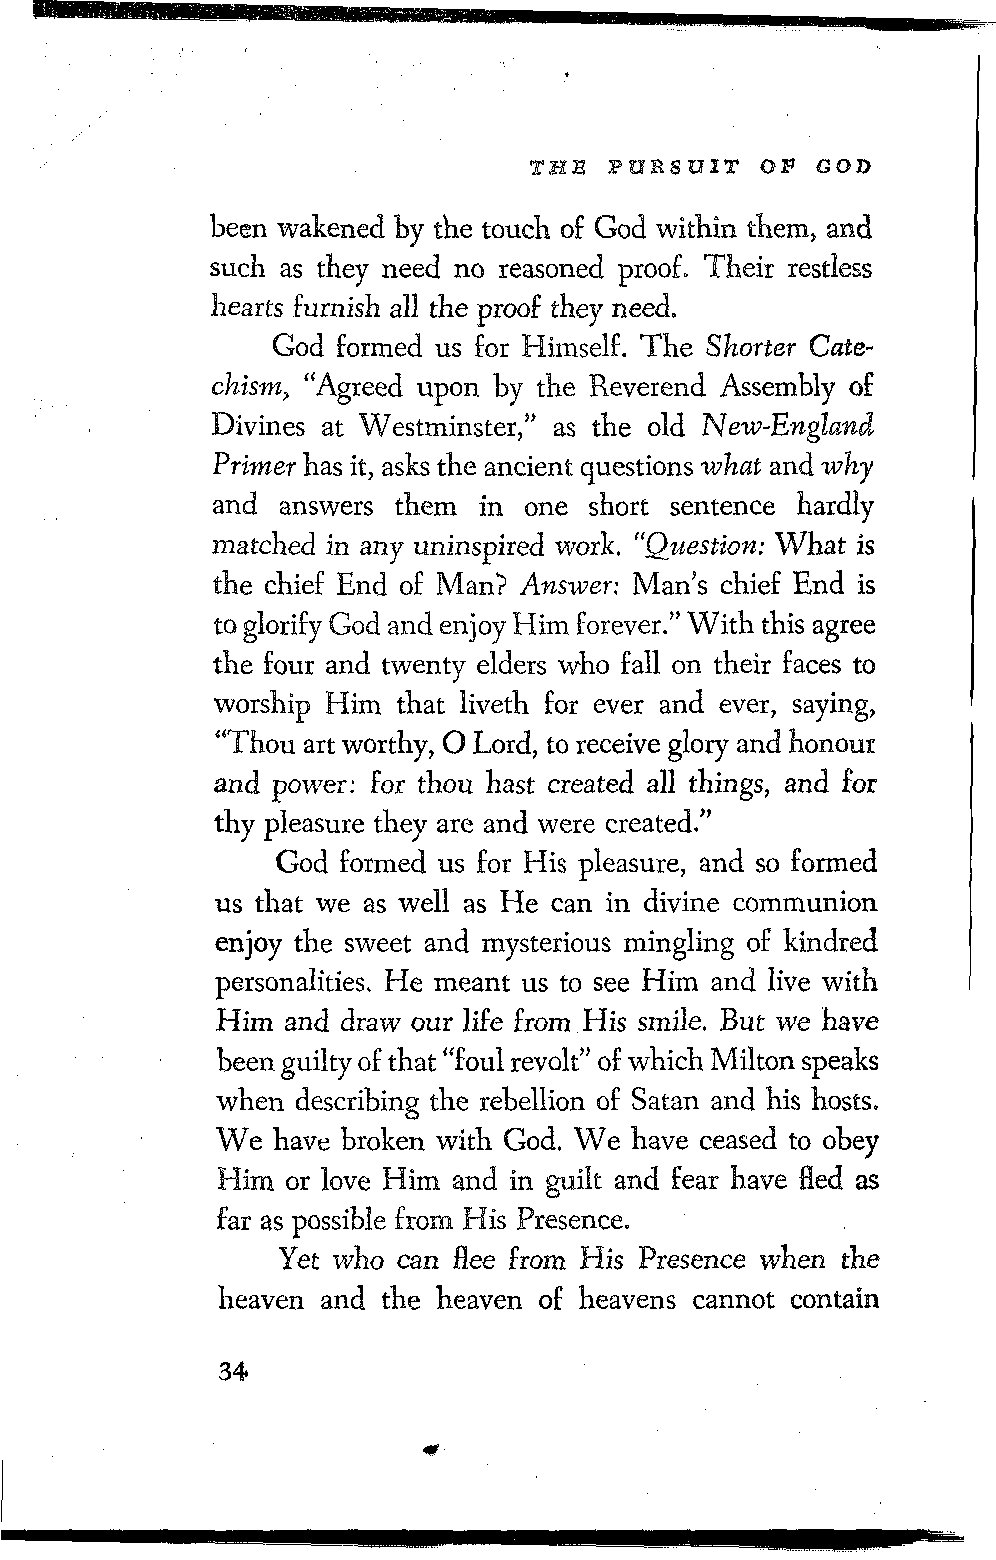 THE PURSUIT OF GOD
been wakened by the touch of God within them, and
such as they need no reasoned proof. Their restless
hearts furnish all the proof they need.
God formed us for Himself. The Shorter Cate-
chism, “Agreed upon by the Reverend Assembly of
Divines at Westminster,” as the old New-England
Primer has it, asks the ancient questions what and why
and answers them in one short sentence hardly
matched in any uninspired work. “Question: What is
the chief End of Man? Answer: Man’s chief End is
to glorify God and enjoy Him forever.” With this agree
the four and twenty elders who fall on their faces to
worship Him that liveth for ever and ever, saying,
“Thou art worthy, O Lord, to receive glory and honour
and power: for thou hast created all things, and for
thy pleasure they are and were created.”
God formed us for His pleasure, and so formed
us that we as well as He can in divine communion
enjoy the sweet and mysterious mingling of kindred
personalities. He meant us to see Him and live with
Him and draw our life from His smile. But we have
been guilty of that “foul revolt” of which Milton speaks
when describing the rebellion of Satan and his hosts.
We have broken with God. We have ceased to obey
Him or love Him and in guilt and fear have fled as
far as possible from His Presence.
Yet who can flee from His Presence when the
heaven and the heaven of heavens cannot contain
34